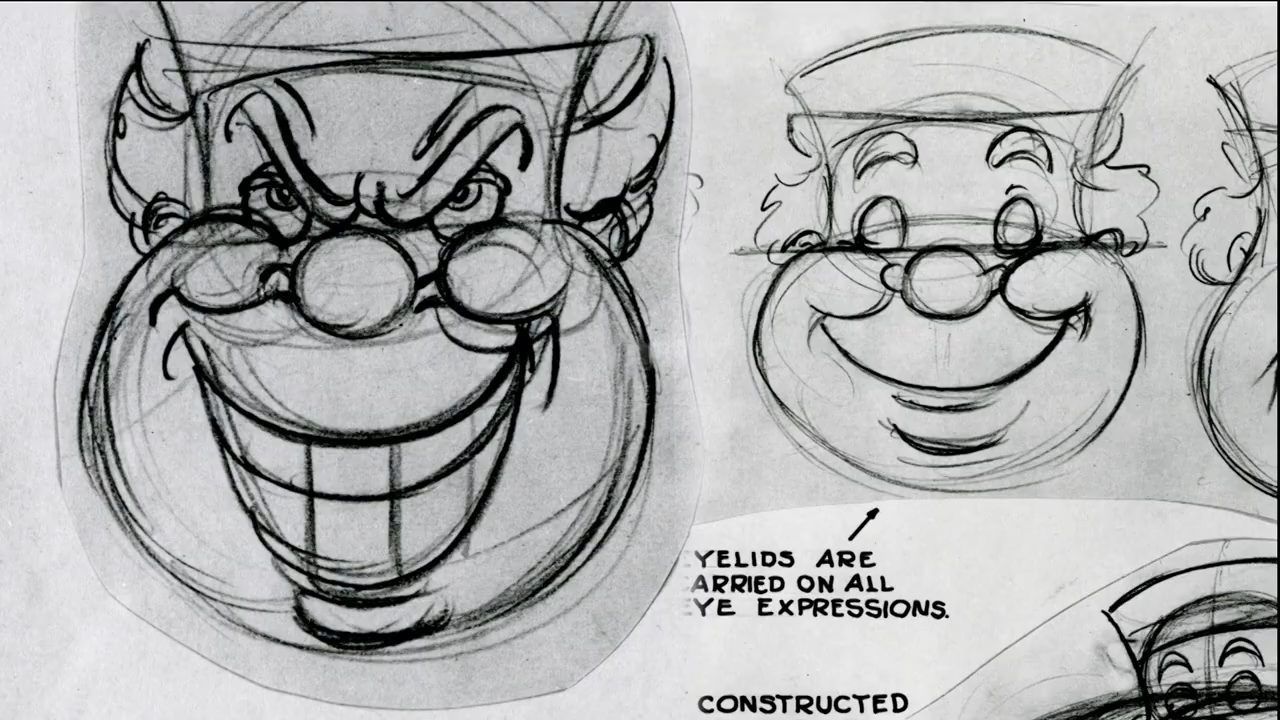 YELIDS ARE
ARRIED ON ALL
YE EXPRESSIONS.
CONSTRUCTED